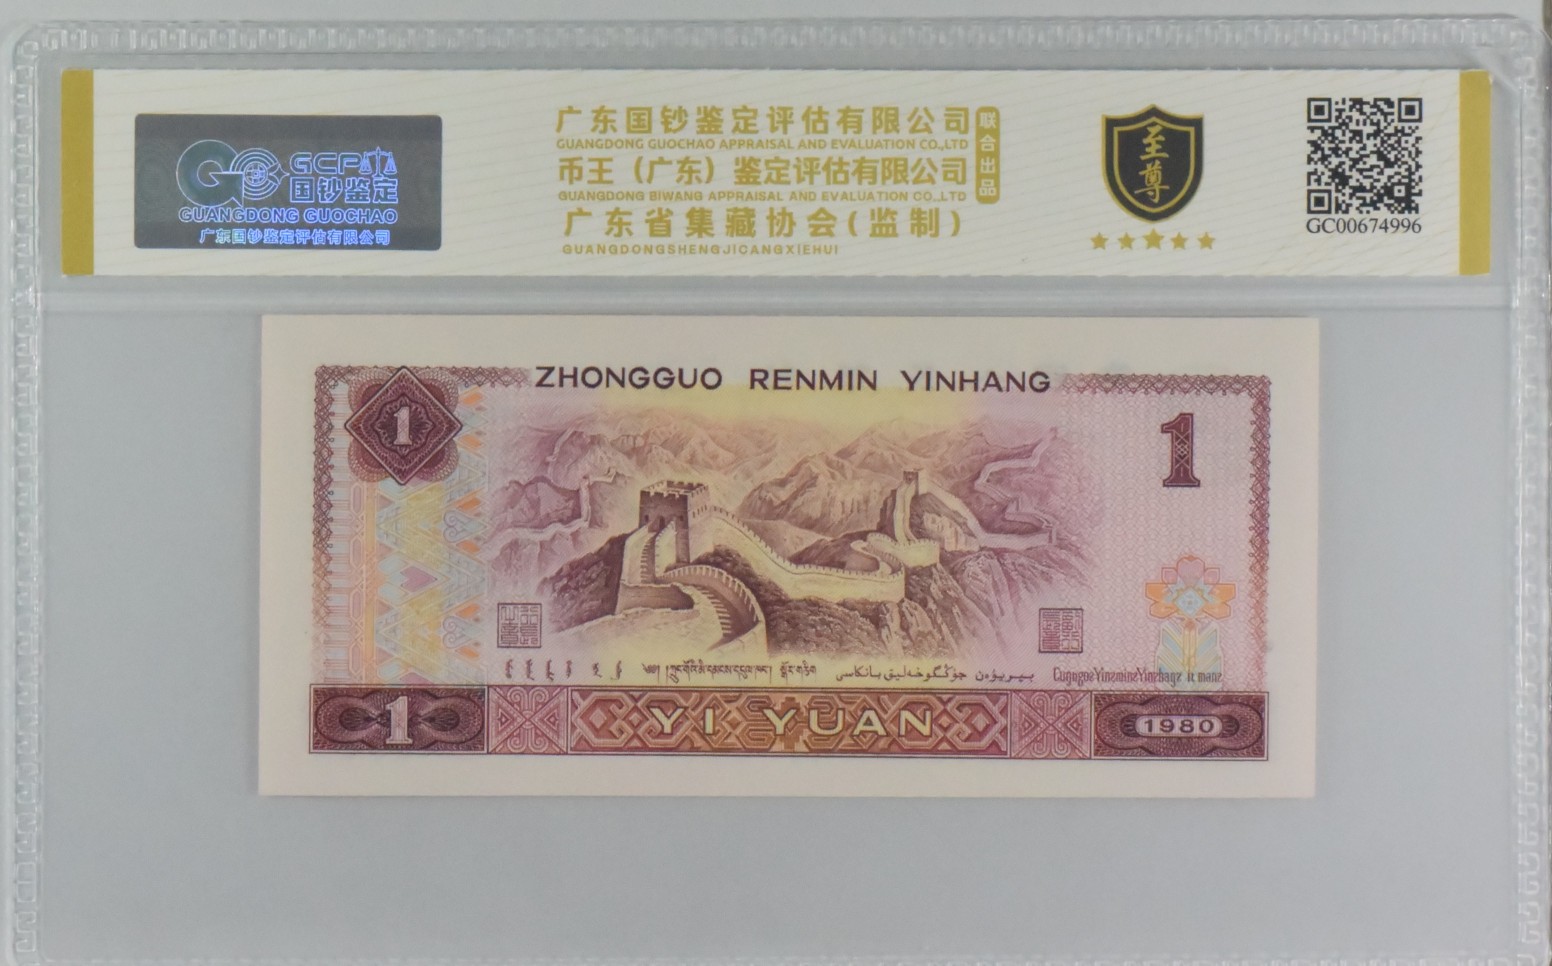 GCP
国钞鉴定
GUANGDONG GUOCHAO
广东国钞鉴定评估有限公司
广东国钞鉴定评估有限公司
GUANGDONG GUOCHAO APPRAISAL AND EVALUATION CO.,LTD
币王（广东）鉴定评估有限公司
GUANGDONG BIWANG APPRAISAL AND EVALUATION CO.,LTD
联合出品
广东省集藏协会(监制)
GUANGDONGSHENGJICANGXIEHUI
至尊
GC00674996
ZHONGGUO RENMIN YINHANG
1
1
1
YI YUAN
1980